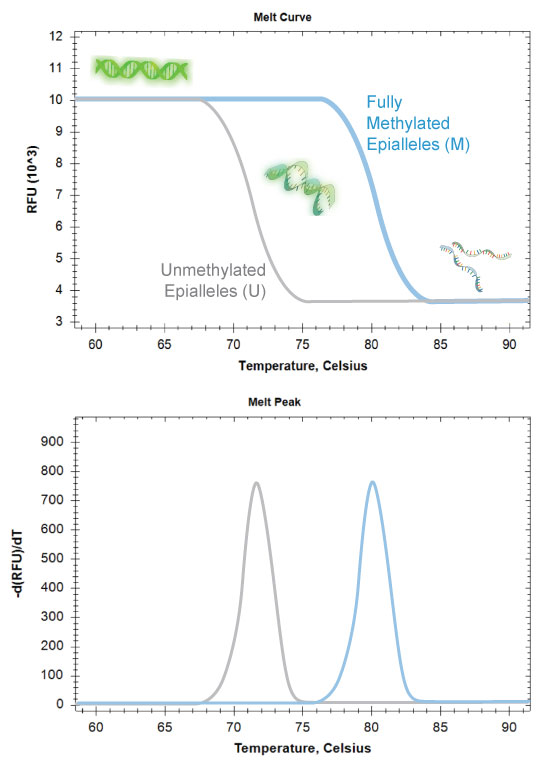 Melt Curve
12
11
10
9
8
7
6
5
4
3
RFU (10^3)
Fully
Methylated
Epialleles (M)
Unmethylated
Epialleles (U)
60 65 70 75 80 85 90
Temperature, Celsius
Melt Peak
900
800
700
600
500
400
300
200
100
0
-d(RFU)/dT
60 65 70 75 80 85 90
Temperature, Celsius